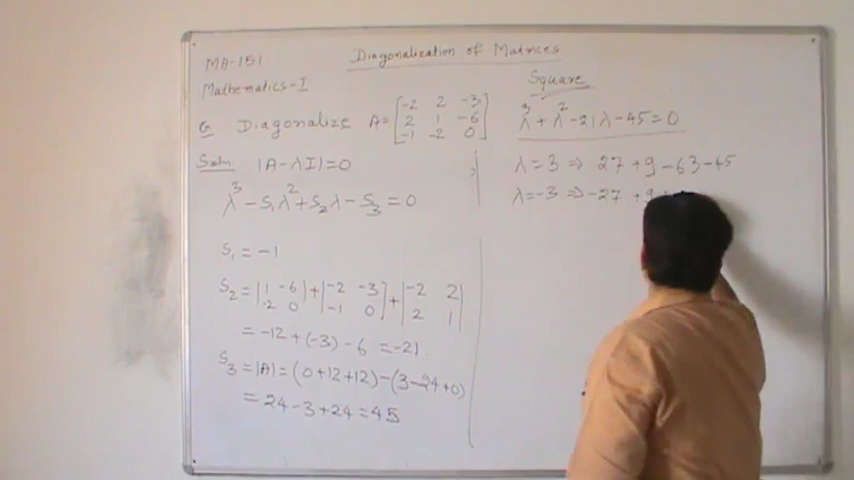 Diagonalization of Matrices
MA-151
Mathematics-I
Square
Q Diagonalize A = [-2 2 -3
2 1 -6
-1 -2 0]
Soln. |A-λI|=0
λ³ - S₁λ² + S₂λ - S₃ = 0
S₁ = -1
S₂ = |1 -6| + |-2 -3| + |-2 2|
|-2 0| |-1 0| |2 1|
= -12 + (-3) - 6 = -21
S₃ = |A| = (0+12+12) - (3-24+0)
= 24 - 3 + 24 = 45
λ³ + λ² - 21λ - 45 = 0
λ = 3 ⇒ 27 + 9 - 63 - 45
λ = -3 ⇒ -27 + 9